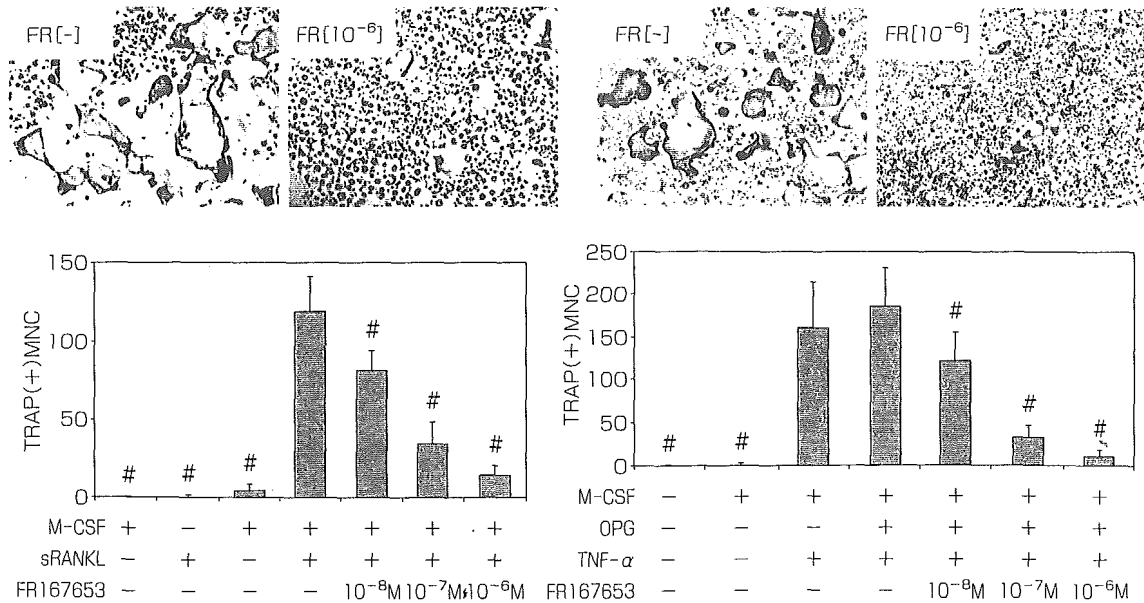 FR[-]
FR[10⁻⁶]
FR[-]
FR[10⁻⁶]
TRAP(+)MNC
150
100
50
0
# # # # # #
M-CSF + - + + + + +
sRANKL - + - + + + +
FR167653 - - - - 10⁻⁸M 10⁻⁷M 10⁻⁶M
TRAP(+)MNC
250
200
150
100
50
0
# # # # #
M-CSF - + + + + + +
OPG - - - + + + +
TNF-α - - + + + + +
FR167653 - - - - 10⁻⁸M 10⁻⁷M 10⁻⁶M